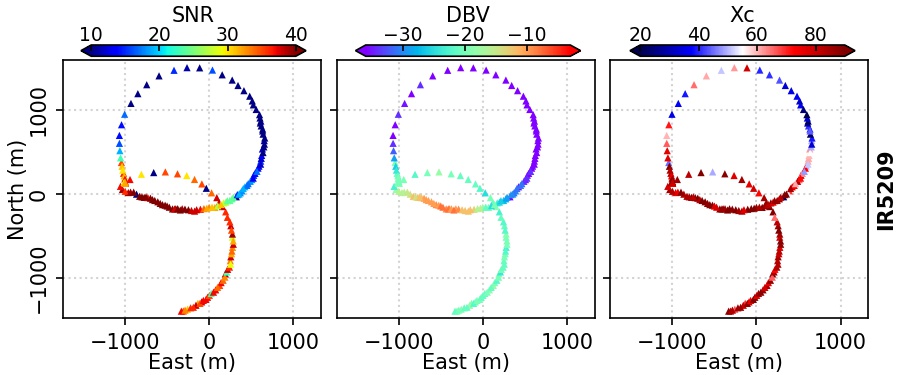 SNR DBV Xc
10 20 30 40 −30 −20 −10 20 40 60 80
North (m)
1000
0
−1000
−1000 0 1000 −1000 0 1000 −1000 0 1000
East (m) East (m) East (m)
IR5209